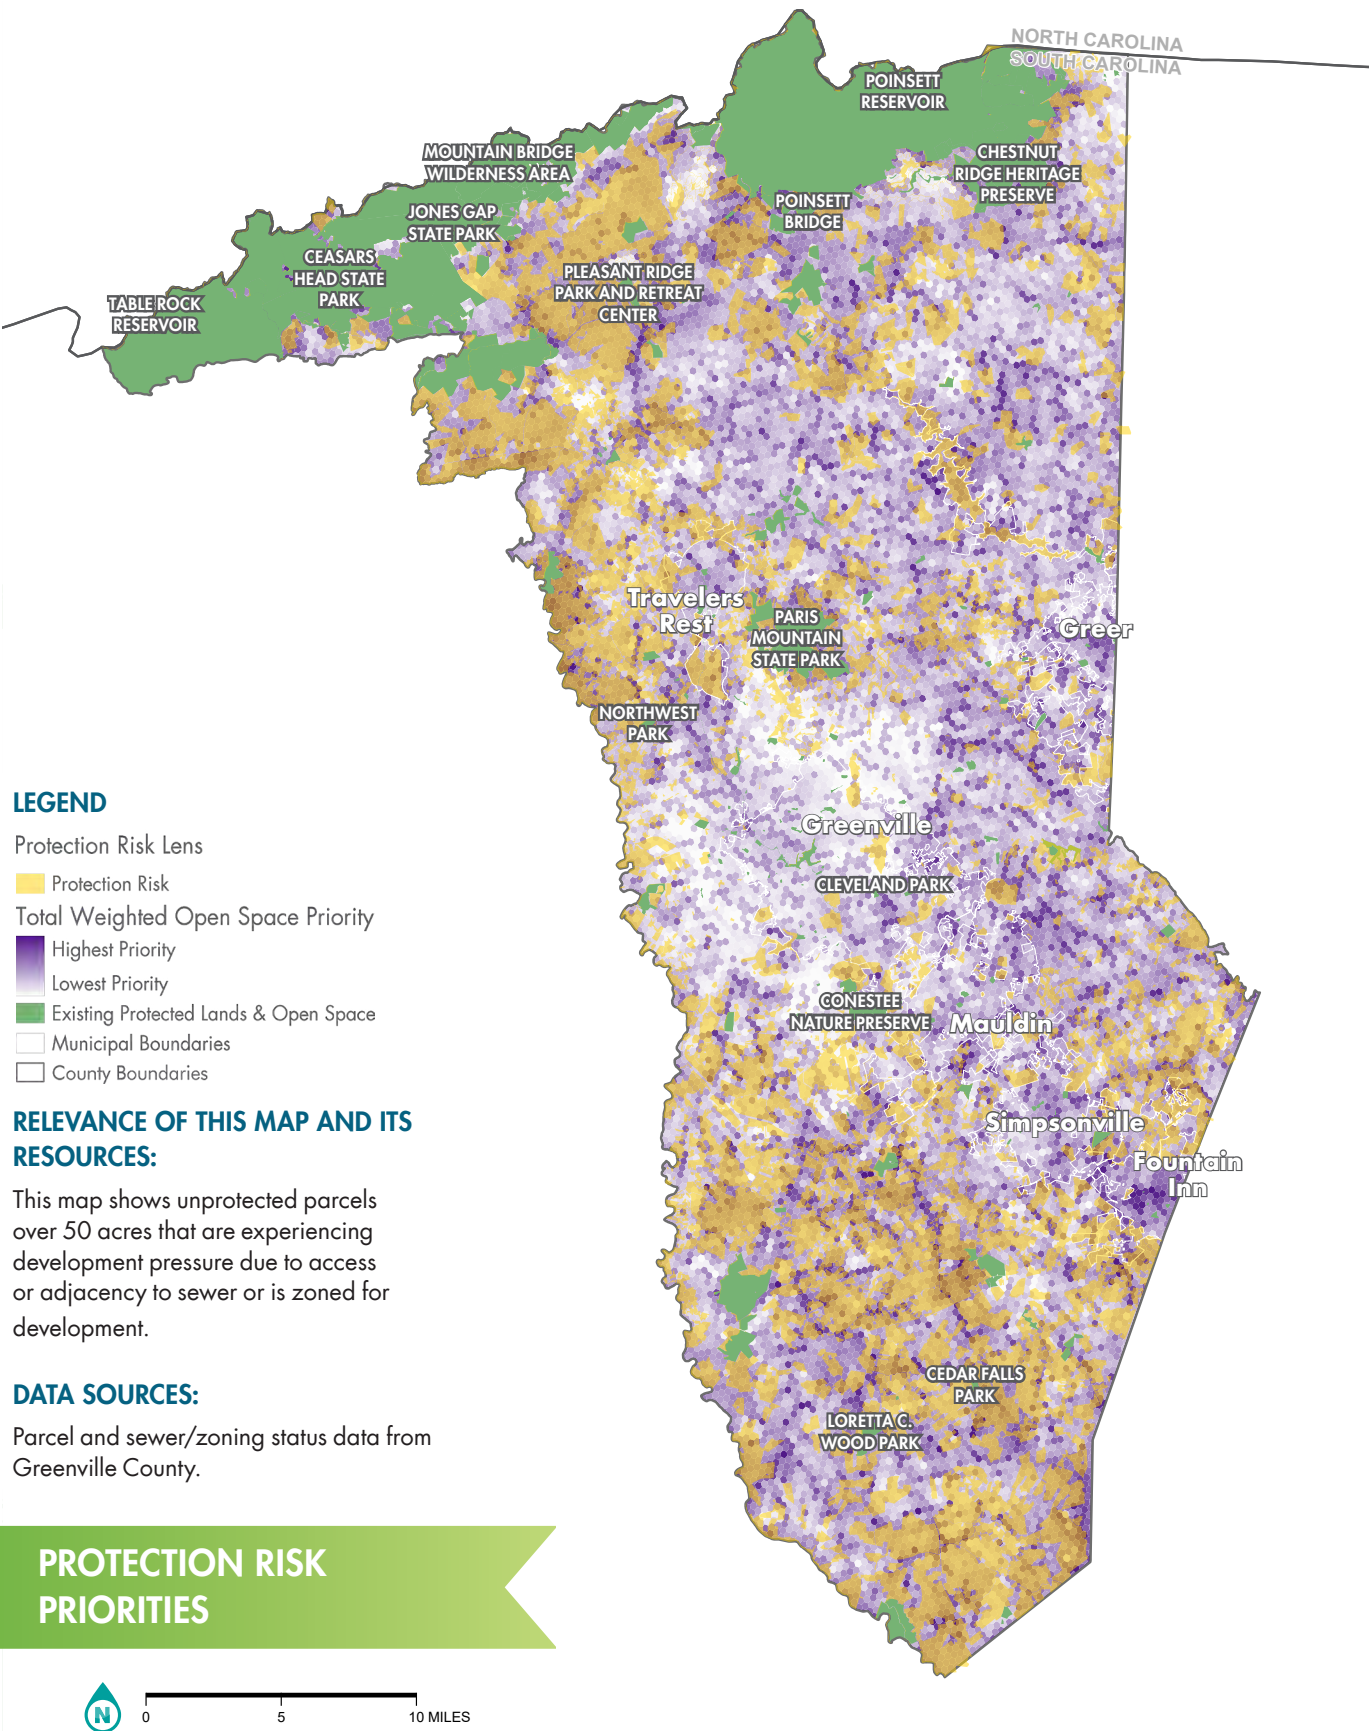 NORTH CAROLINA
SOUTH CAROLINA
POINSETT
RESERVOIR
MOUNTAIN BRIDGE
WILDERNESS AREA
CHESTNUT
RIDGE HERITAGE
PRESERVE
JONES GAP
STATE PARK
POINSETT
BRIDGE
CEASARS
HEAD STATE
PARK
PLEASANT RIDGE
PARK AND RETREAT
CENTER
TABLE ROCK
RESERVOIR
Travelers
Rest
PARIS
MOUNTAIN
STATE PARK
Greer
NORTHWEST
PARK
Greenville
CLEVELAND PARK
CONESTEE
NATURE PRESERVE
Mauldin
Simpsonville
Fountain
Inn
CEDAR FALLS
PARK
LORETTA C.
WOOD PARK
LEGEND
Protection Risk Lens
Protection Risk
Total Weighted Open Space Priority
Highest Priority
Lowest Priority
Existing Protected Lands & Open Space
Municipal Boundaries
County Boundaries
RELEVANCE OF THIS MAP AND ITS
RESOURCES:
This map shows unprotected parcels
over 50 acres that are experiencing
development pressure due to access
or adjacency to sewer or is zoned for
development.
DATA SOURCES:
Parcel and sewer/zoning status data from
Greenville County.
PROTECTION RISK
PRIORITIES
N
0 5 10 MILES